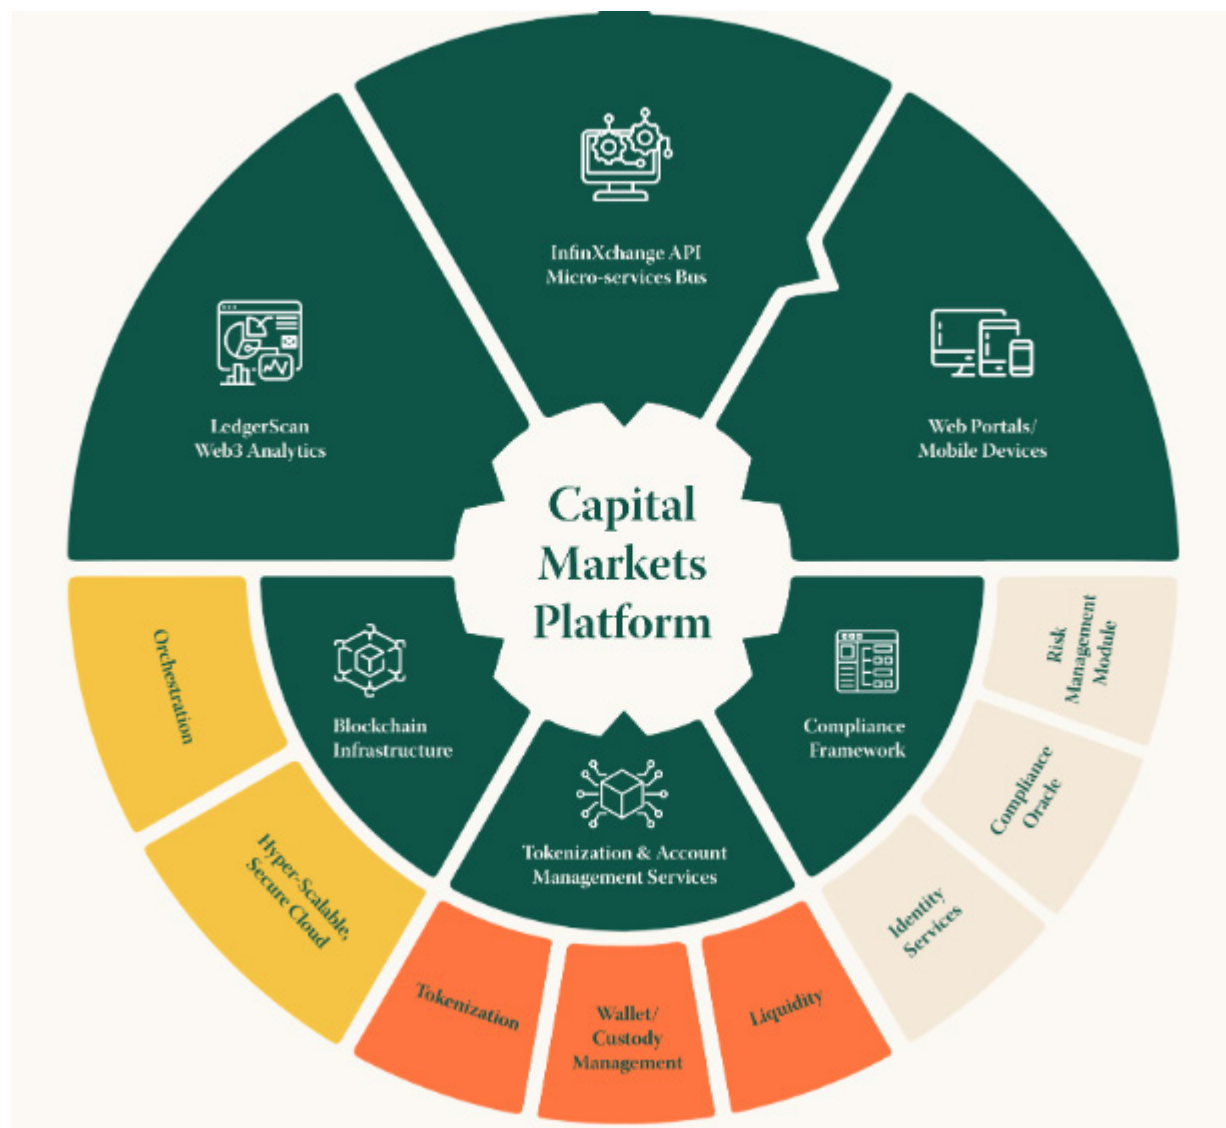 InfinXchange API
Micro-services Bus
LedgerScan
Web3 Analytics
Web Portals/
Mobile Devices
Capital
Markets
Platform
Blockchain
Infrastructure
Compliance
Framework
Tokenization & Account
Management Services
Orchestration
Hyper-Scalable,
Secure Cloud
Tokenization
Wallet/
Custody
Management
Liquidity
Identity
Services
Compliance
Oracle
Risk
Management
Module